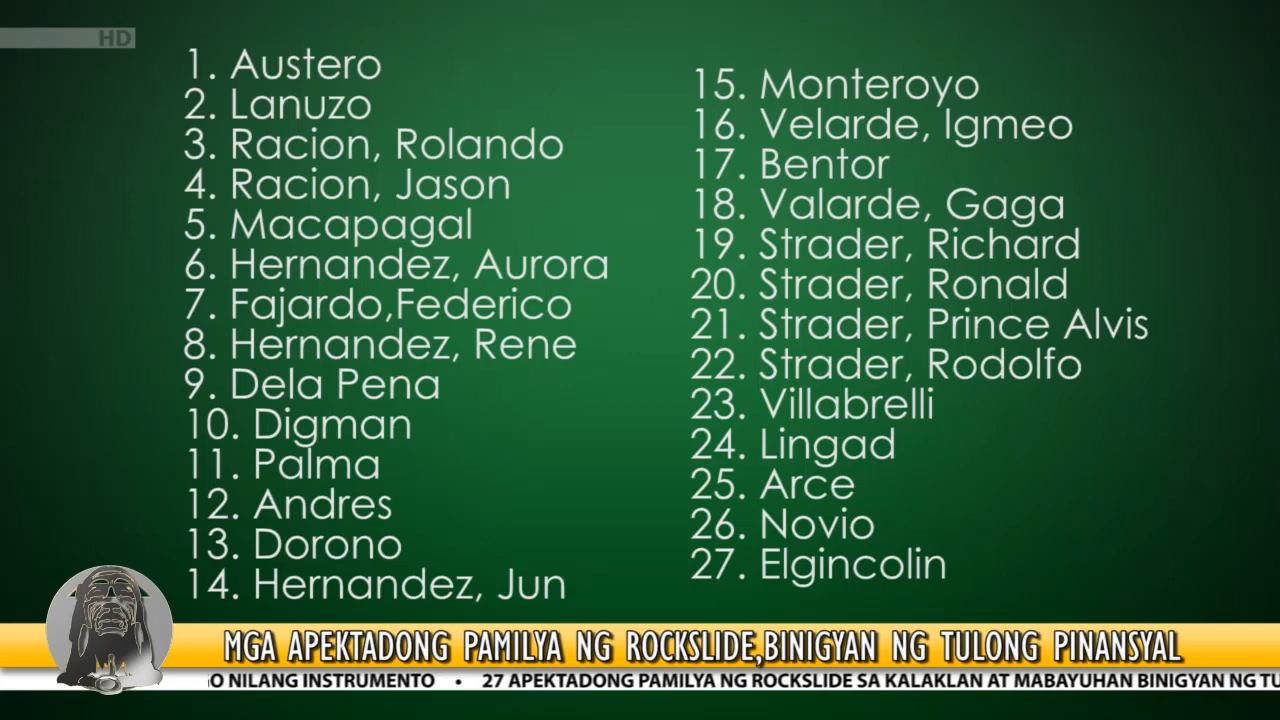 HD
1. Austero
2. Lanuzo
3. Racion, Rolando
4. Racion, Jason
5. Macapagal
6. Hernandez, Aurora
7. Fajardo,Federico
8. Hernandez, Rene
9. Dela Pena
10. Digman
11. Palma
12. Andres
13. Dorono
14. Hernandez, Jun
15. Monteroyo
16. Velarde, Igmeo
17. Bentor
18. Valarde, Gaga
19. Strader, Richard
20. Strader, Ronald
21. Strader, Prince Alvis
22. Strader, Rodolfo
23. Villabrelli
24. Lingad
25. Arce
26. Novio
27. Elgincolin
MGA APEKTADONG PAMILYA NG ROCKSLIDE,BINIGYAN NG TULONG PINANSYAL
GO NILANG INSTRUMENTO • 27 APEKTADONG PAMILYA NG ROCKSLIDE SA KALAKLAN AT MABAYUHAN BINIGYAN NG TU